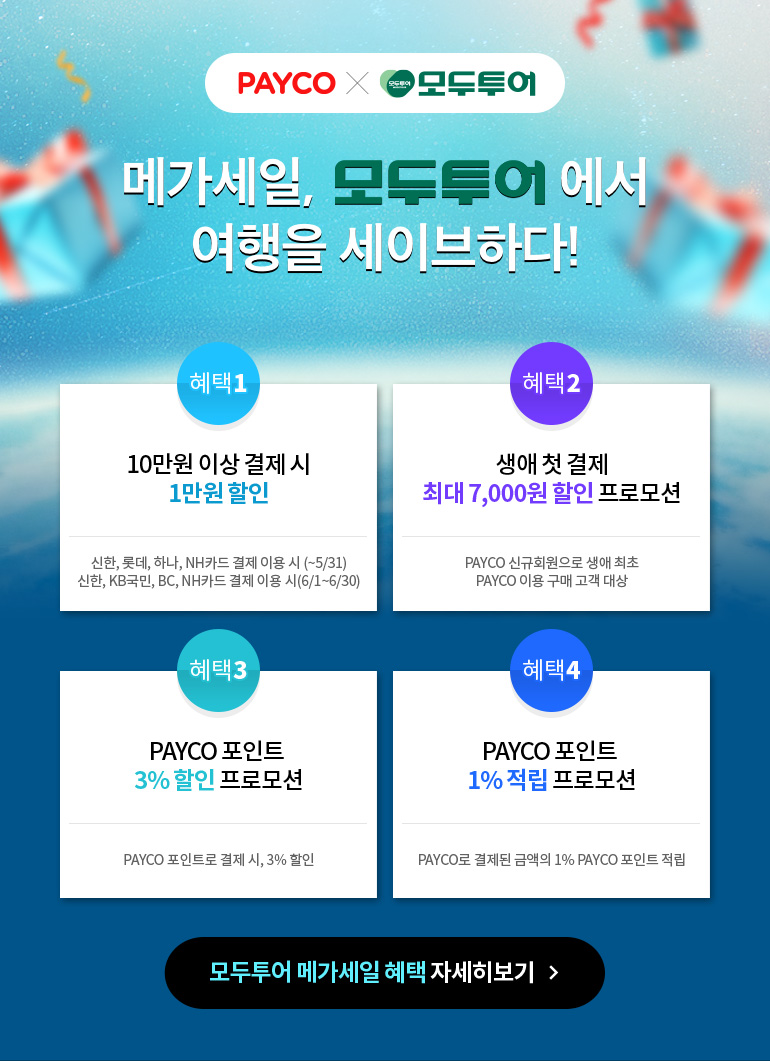 PAYCO × 모두투어 모두투어
메가세일, 모두투어 에서
여행을 세이브하다!
혜택1
10만원 이상 결제 시
1만원 할인
신한, 롯데, 하나, NH카드 결제 이용 시 (~5/31)
신한, KB국민, BC, NH카드 결제 이용 시(6/1~6/30)
혜택2
생애 첫 결제
최대 7,000원 할인 프로모션
PAYCO 신규회원으로 생애 최초
PAYCO 이용 구매 고객 대상
혜택3
PAYCO 포인트
3% 할인 프로모션
PAYCO 포인트로 결제 시, 3% 할인
혜택4
PAYCO 포인트
1% 적립 프로모션
PAYCO로 결제된 금액의 1% PAYCO 포인트 적립
모두투어 메가세일 혜택 자세히보기 >